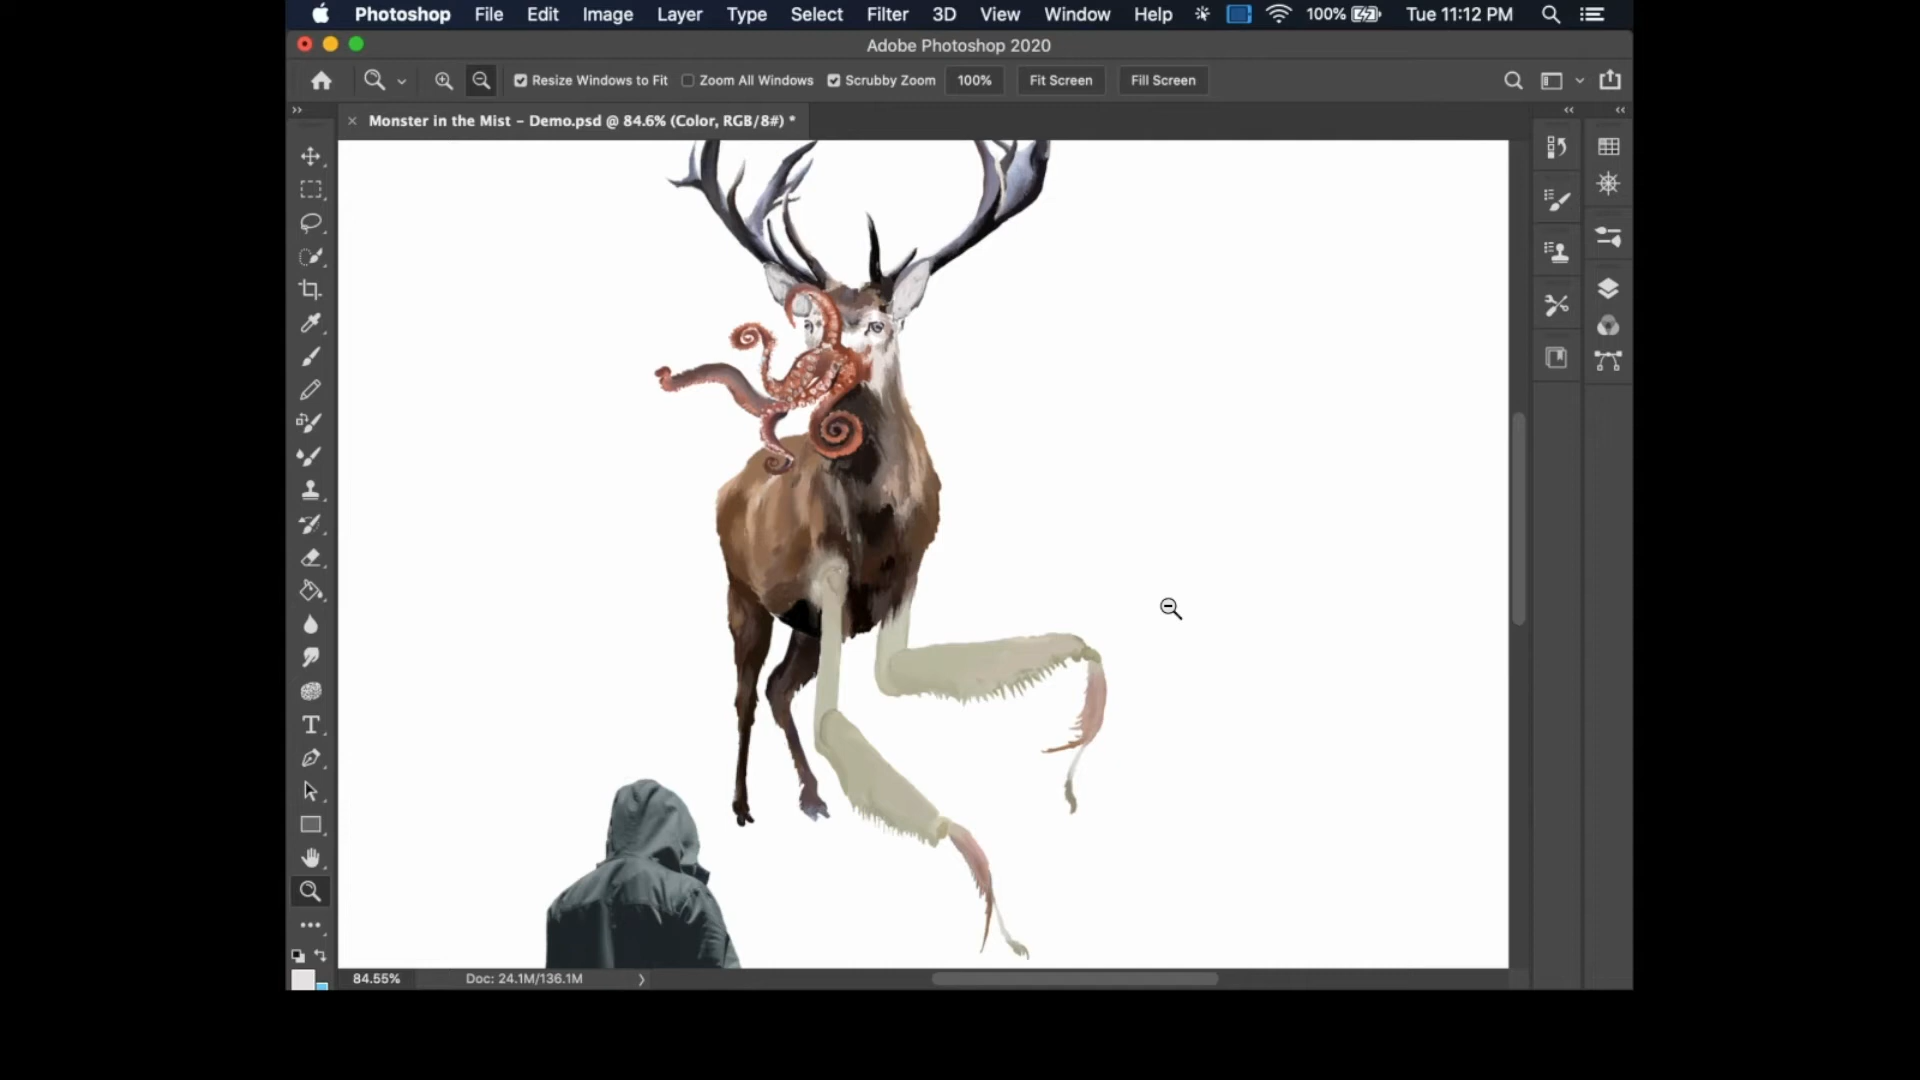 Photoshop File Edit Image Layer Type Select Filter 3D View Window Help 100% Tue 11:12 PM
Adobe Photoshop 2020
Resize Windows to Fit Zoom All Windows Scrubby Zoom 100% Fit Screen Fill Screen
Monster in the Mist – Demo.psd @ 84.6% (Color, RGB/8#) *
T
84.55% Doc: 24.1M/136.1M